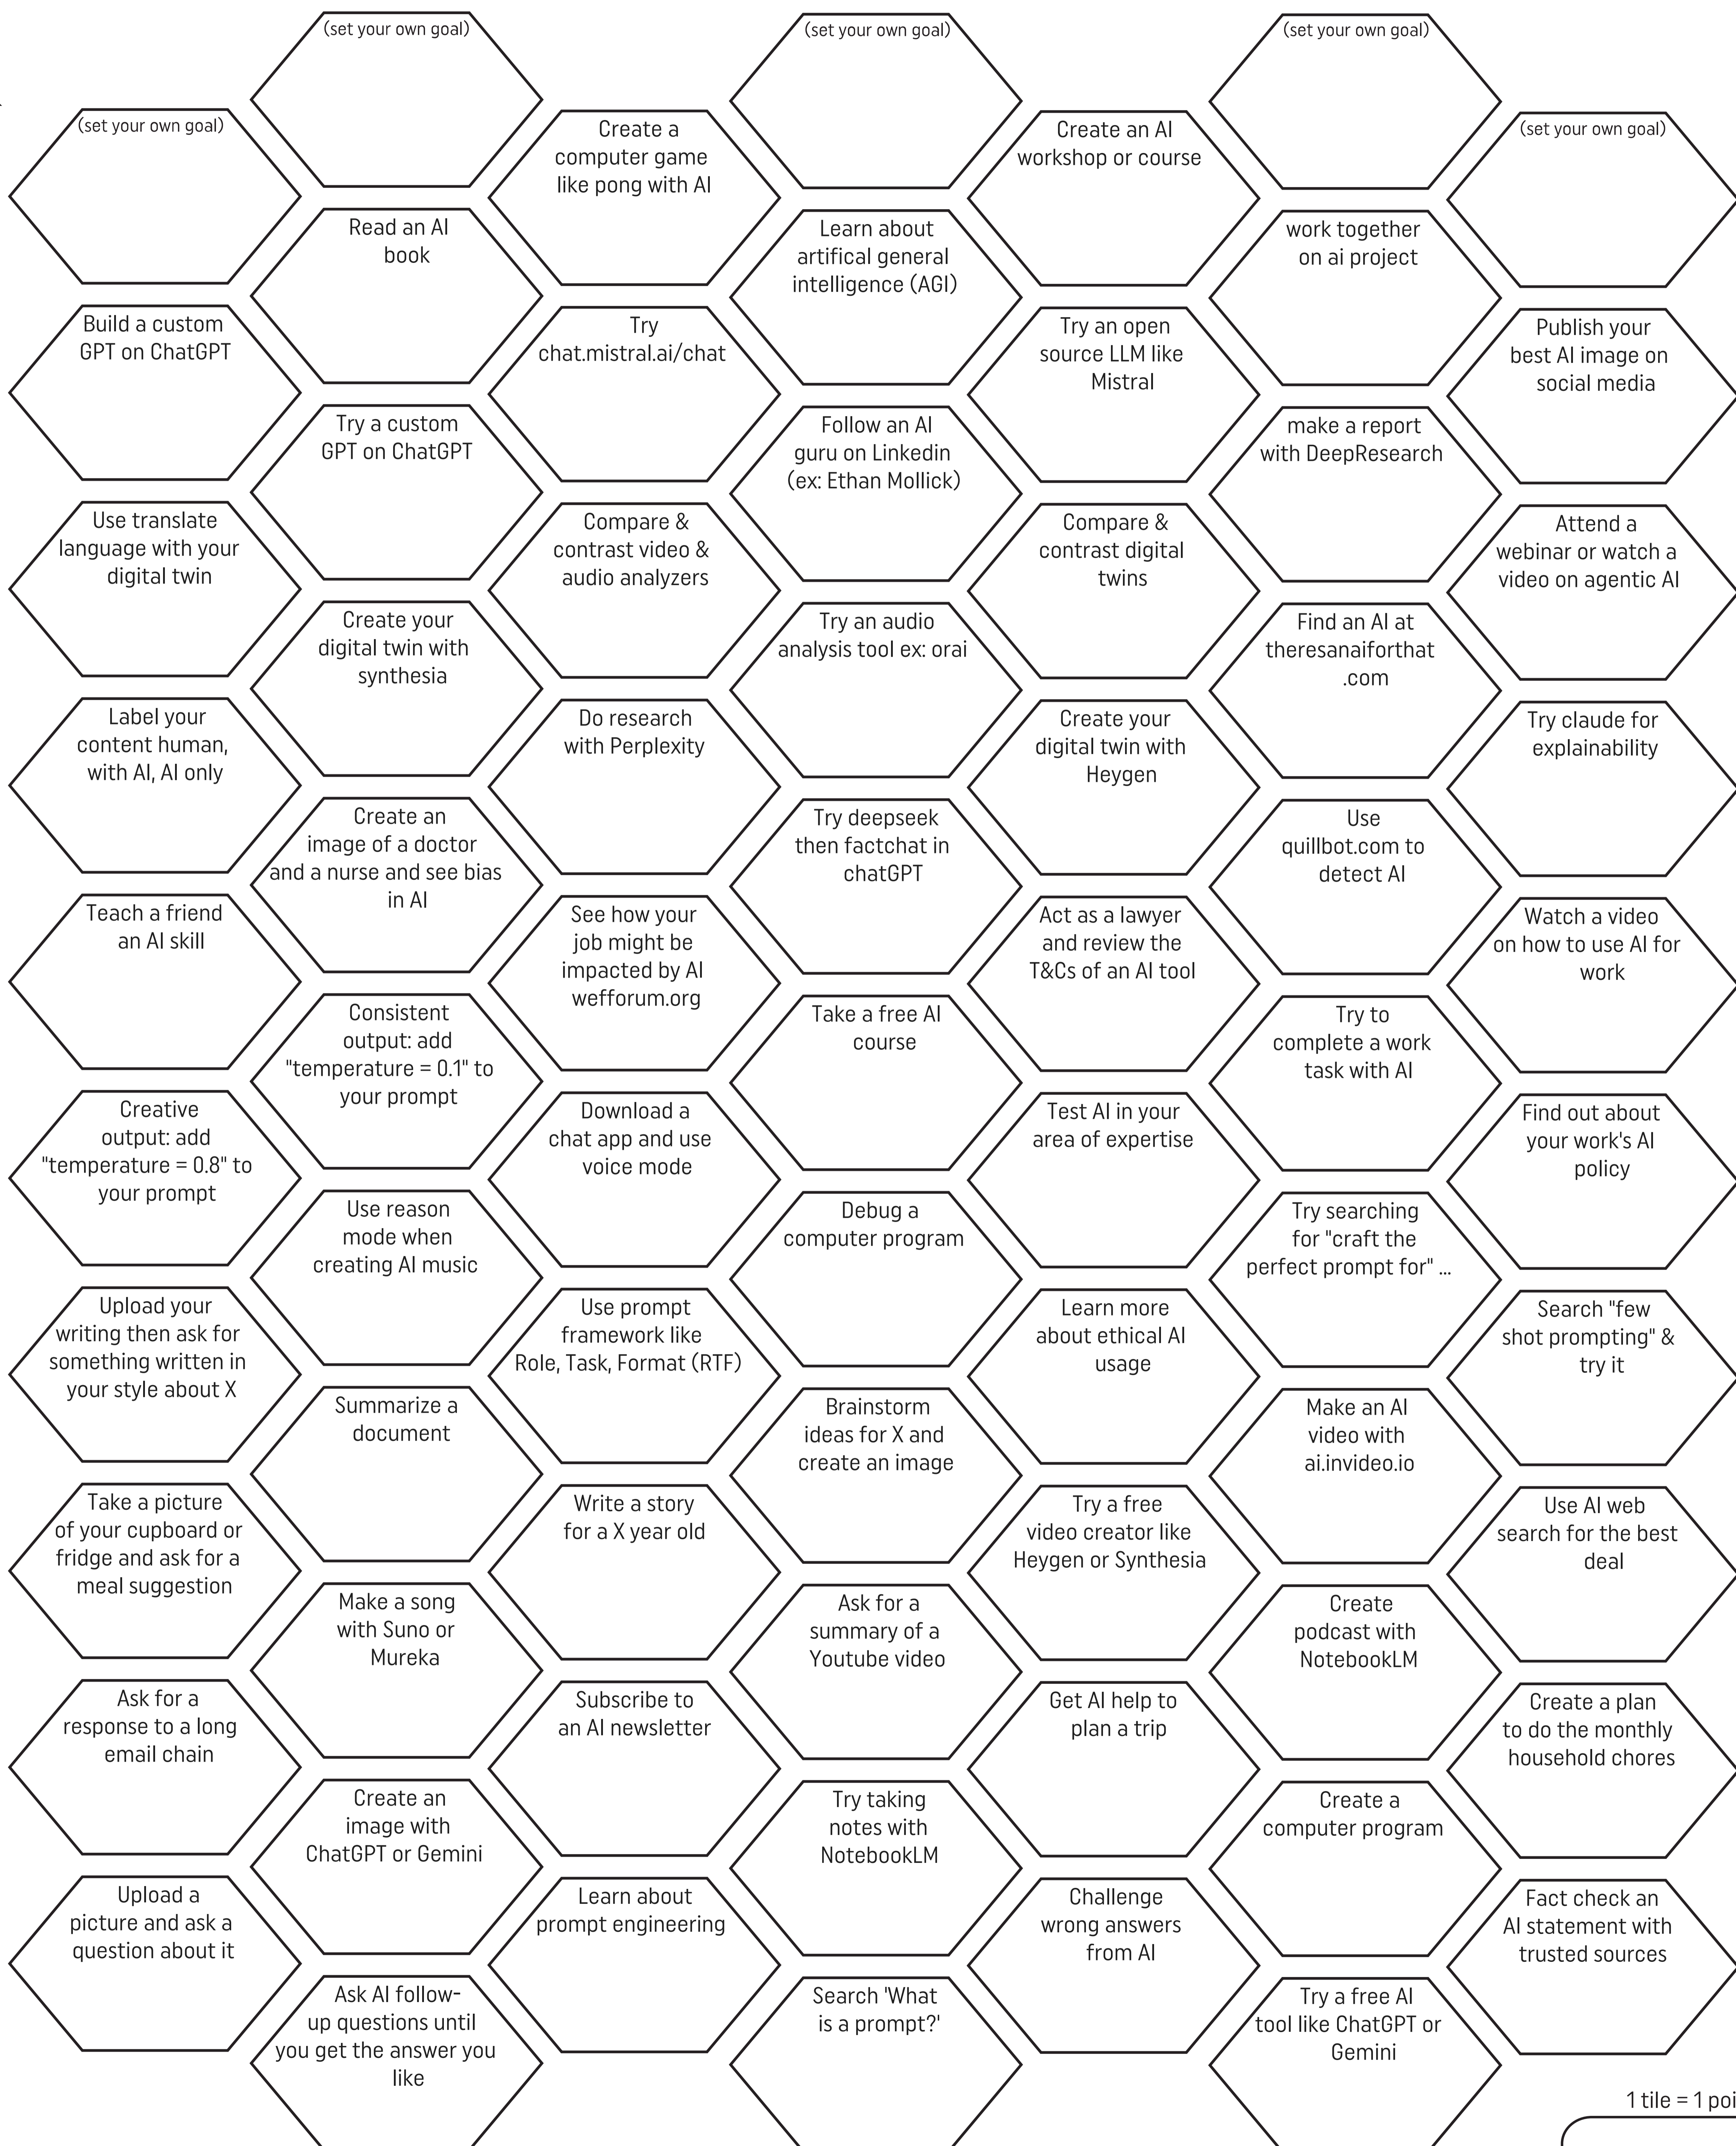 (set your own goal)
(set your own goal)
(set your own goal)
(set your own goal)
Create a
computer game
like pong with AI
Create an AI
workshop or course
(set your own goal)
Read an AI
book
Learn about
artifical general
intelligence (AGI)
work together
on ai project
Build a custom
GPT on ChatGPT
Try
chat.mistral.ai/chat
Try an open
source LLM like
Mistral
Publish your
best AI image on
social media
Try a custom
GPT on ChatGPT
Follow an AI
guru on Linkedin
(ex: Ethan Mollick)
make a report
with DeepResearch
Use translate
language with your
digital twin
Compare &
contrast video &
audio analyzers
Compare &
contrast digital
twins
Attend a
webinar or watch a
video on agentic AI
Create your
digital twin with
synthesia
Try an audio
analysis tool ex: orai
Find an AI at
theresanaiforthat
.com
Label your
content human,
with AI, AI only
Do research
with Perplexity
Create your
digital twin with
Heygen
Try claude for
explainability
Create an
image of a doctor
and a nurse and see bias
in AI
Try deepseek
then factchat in
chatGPT
Use
quillbot.com to
detect AI
Teach a friend
an AI skill
See how your
job might be
impacted by AI
wefforum.org
Act as a lawyer
and review the
T&Cs of an AI tool
Watch a video
on how to use AI for
work
Consistent
output: add
"temperature = 0.1" to
your prompt
Take a free AI
course
Try to
complete a work
task with AI
Creative
output: add
"temperature = 0.8" to
your prompt
Download a
chat app and use
voice mode
Test AI in your
area of expertise
Find out about
your work's AI
policy
Use reason
mode when
creating AI music
Debug a
computer program
Try searching
for "craft the
perfect prompt for" ...
Upload your
writing then ask for
something written in
your style about X
Use prompt
framework like
Role, Task, Format (RTF)
Learn more
about ethical AI
usage
Search "few
shot prompting" &
try it
Summarize a
document
Brainstorm
ideas for X and
create an image
Make an AI
video with
ai.invideo.io
Take a picture
of your cupboard or
fridge and ask for a
meal suggestion
Write a story
for a X year old
Try a free
video creator like
Heygen or Synthesia
Use AI web
search for the best
deal
Make a song
with Suno or
Mureka
Ask for a
summary of a
Youtube video
Create
podcast with
NotebookLM
Ask for a
response to a long
email chain
Subscribe to
an AI newsletter
Get AI help to
plan a trip
Create a plan
to do the monthly
household chores
Create an
image with
ChatGPT or Gemini
Try taking
notes with
NotebookLM
Create a
computer program
Upload a
picture and ask a
question about it
Learn about
prompt engineering
Challenge
wrong answers
from AI
Fact check an
AI statement with
trusted sources
Ask AI follow-
up questions until
you get the answer you
like
Search 'What
is a prompt?'
Try a free AI
tool like ChatGPT or
Gemini
1 tile = 1 poi